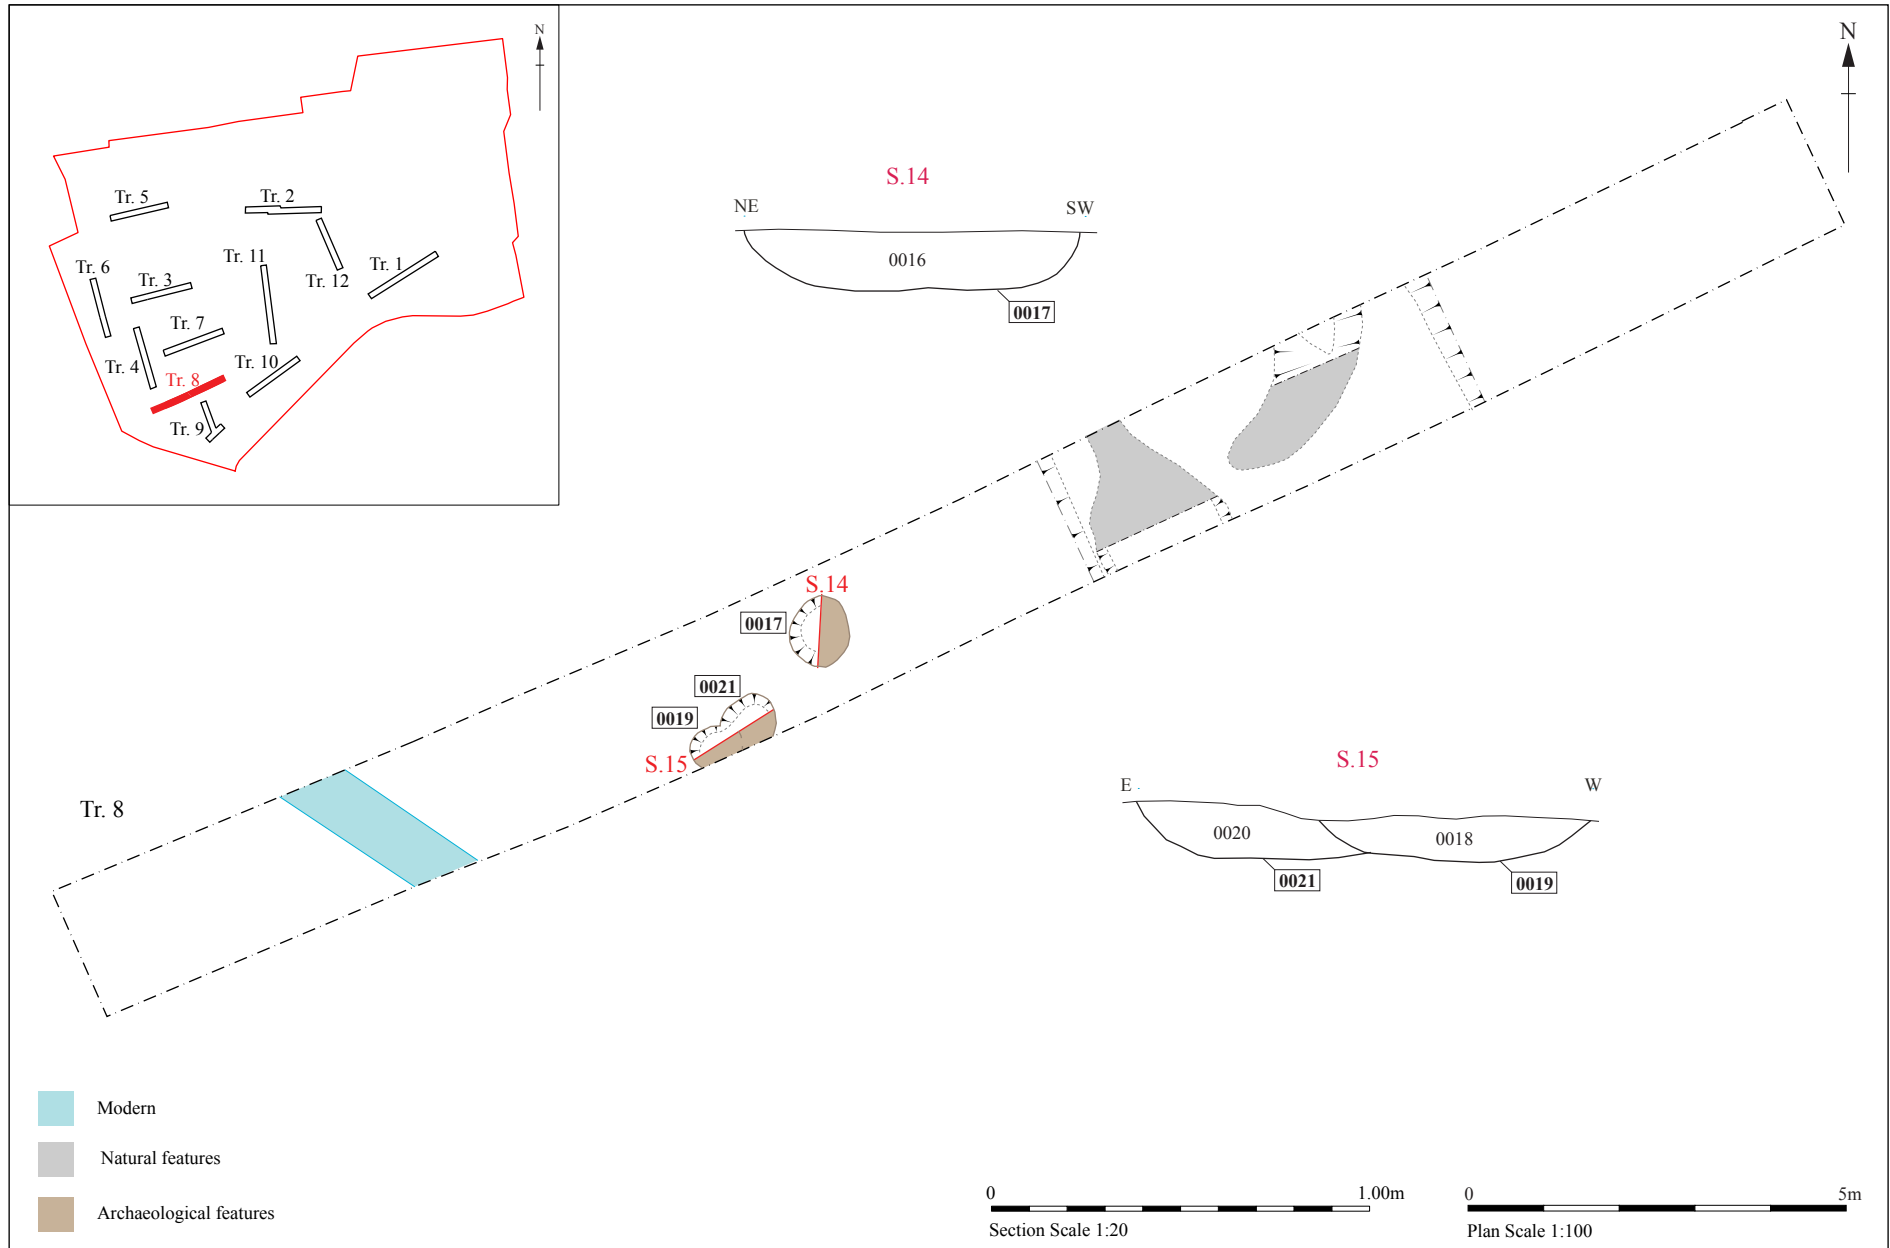 N
Tr. 5
Tr. 2
Tr. 11
Tr. 6
Tr. 3
Tr. 12
Tr. 1
Tr. 7
Tr. 4
Tr. 10
Tr. 8
Tr. 9
N
S.14
NE
SW
0016
0017
S.14
0017
0021
0019
S.15
S.15
E
W
0020
0018
0021
0019
Tr. 8
Modern
Natural features
Archaeological features
0
1.00m
Section Scale 1:20
0
5m
Plan Scale 1:100